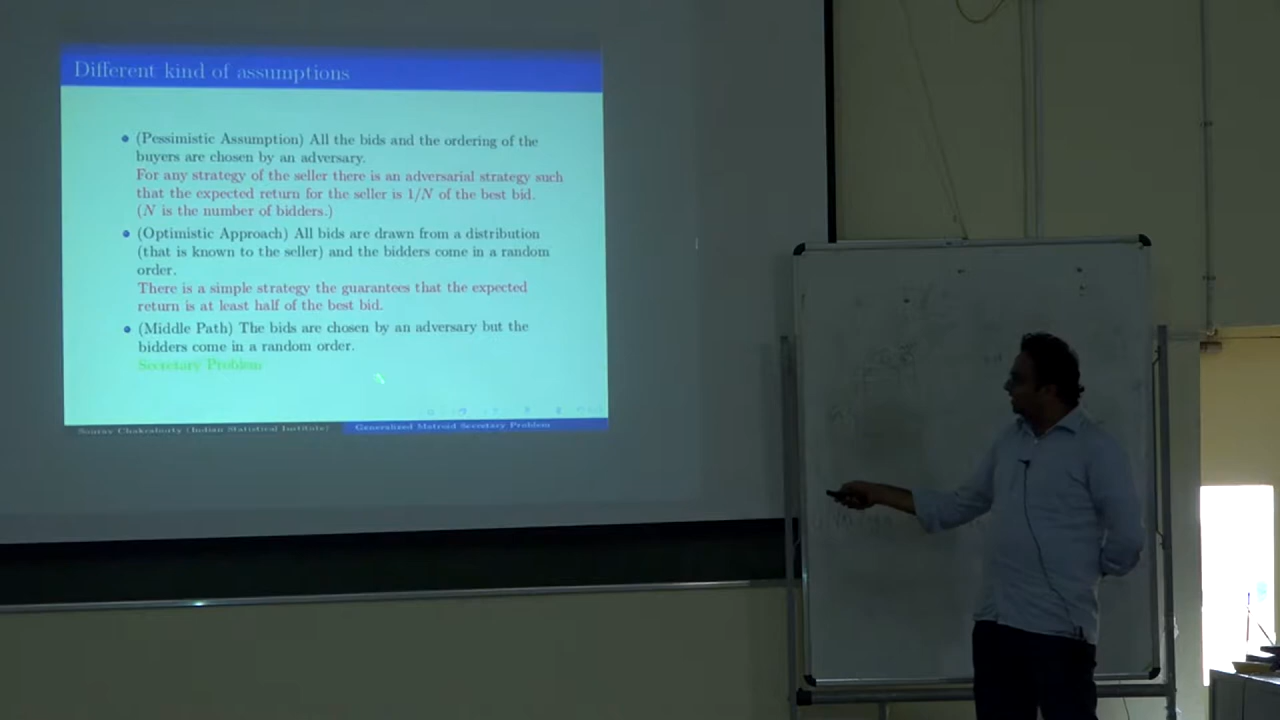 Different kind of assumptions
(Pessimistic Assumption) All the bids and the ordering of the
buyers are chosen by an adversary.
For any strategy of the seller there is an adversarial strategy such
that the expected return for the seller is 1/N of the best bid.
(N is the number of bidders.)
(Optimistic Approach) All bids are drawn from a distribution
(that is known to the seller) and the bidders come in a random
order.
There is a simple strategy the guarantees that the expected
return is at least half of the best bid.
(Middle Path) The bids are chosen by an adversary but the
bidders come in a random order.
Secretary Problem
Sourav Chakraborty (Indian Statistical Institute)
Generalized Matroid Secretary Problem